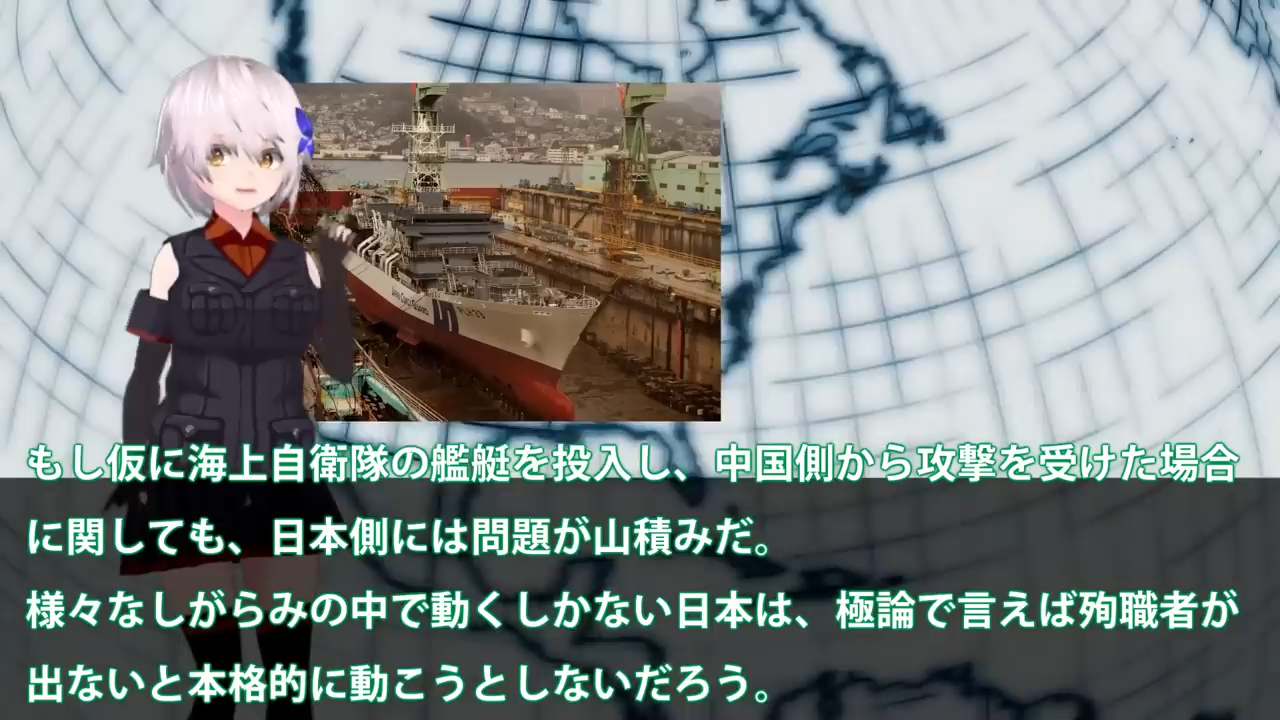 JAPAN COAST GUARD
PLH33
もし仮に海上自衛隊の艦艇を投入し、中国側から攻撃を受けた場合
に関しても、日本側には問題が山積みだ。
様々なしがらみの中で動くしかない日本は、極論で言えば殉職者が
出ないと本格的に動こうとしないだろう。